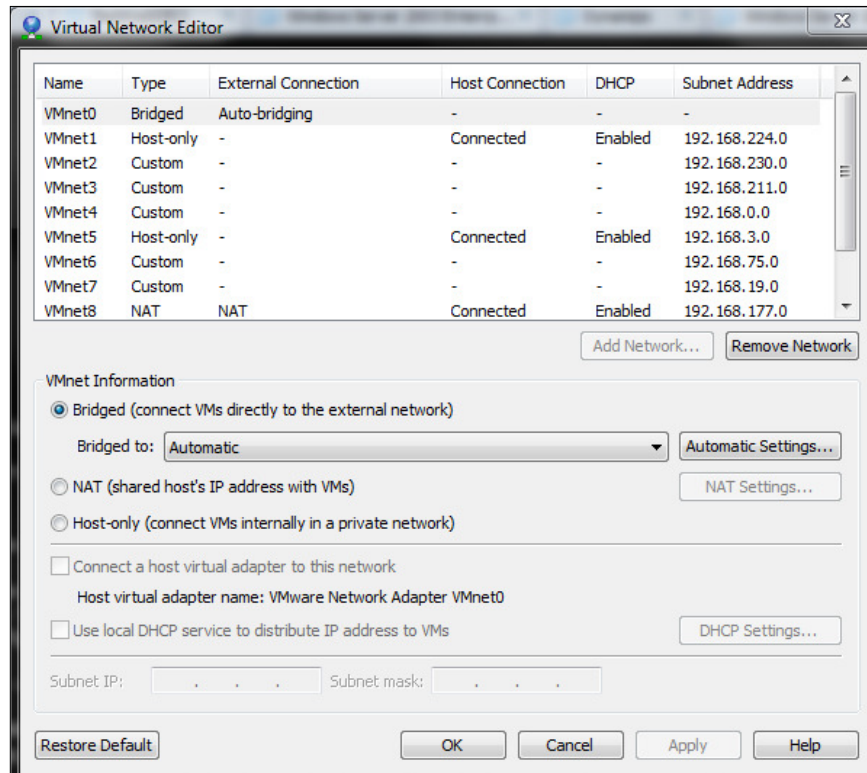 Virtual Network Editor
Name Type External Connection Host Connection DHCP Subnet Address
VMnet0 Bridged Auto-bridging - - -
VMnet1 Host-only - Connected Enabled 192.168.224.0
VMnet2 Custom - - - 192.168.230.0
VMnet3 Custom - - - 192.168.211.0
VMnet4 Custom - - - 192.168.0.0
VMnet5 Host-only - Connected Enabled 192.168.3.0
VMnet6 Custom - - - 192.168.75.0
VMnet7 Custom - - - 192.168.19.0
VMnet8 NAT NAT Connected Enabled 192.168.177.0
Add Network... Remove Network
VMnet Information
Bridged (connect VMs directly to the external network)
Bridged to: Automatic Automatic Settings...
NAT (shared host's IP address with VMs) NAT Settings...
Host-only (connect VMs internally in a private network)
Connect a host virtual adapter to this network
Host virtual adapter name: VMware Network Adapter VMnet0
Use local DHCP service to distribute IP address to VMs DHCP Settings...
Subnet IP: . . . Subnet mask: . . .
Restore Default OK Cancel Apply Help